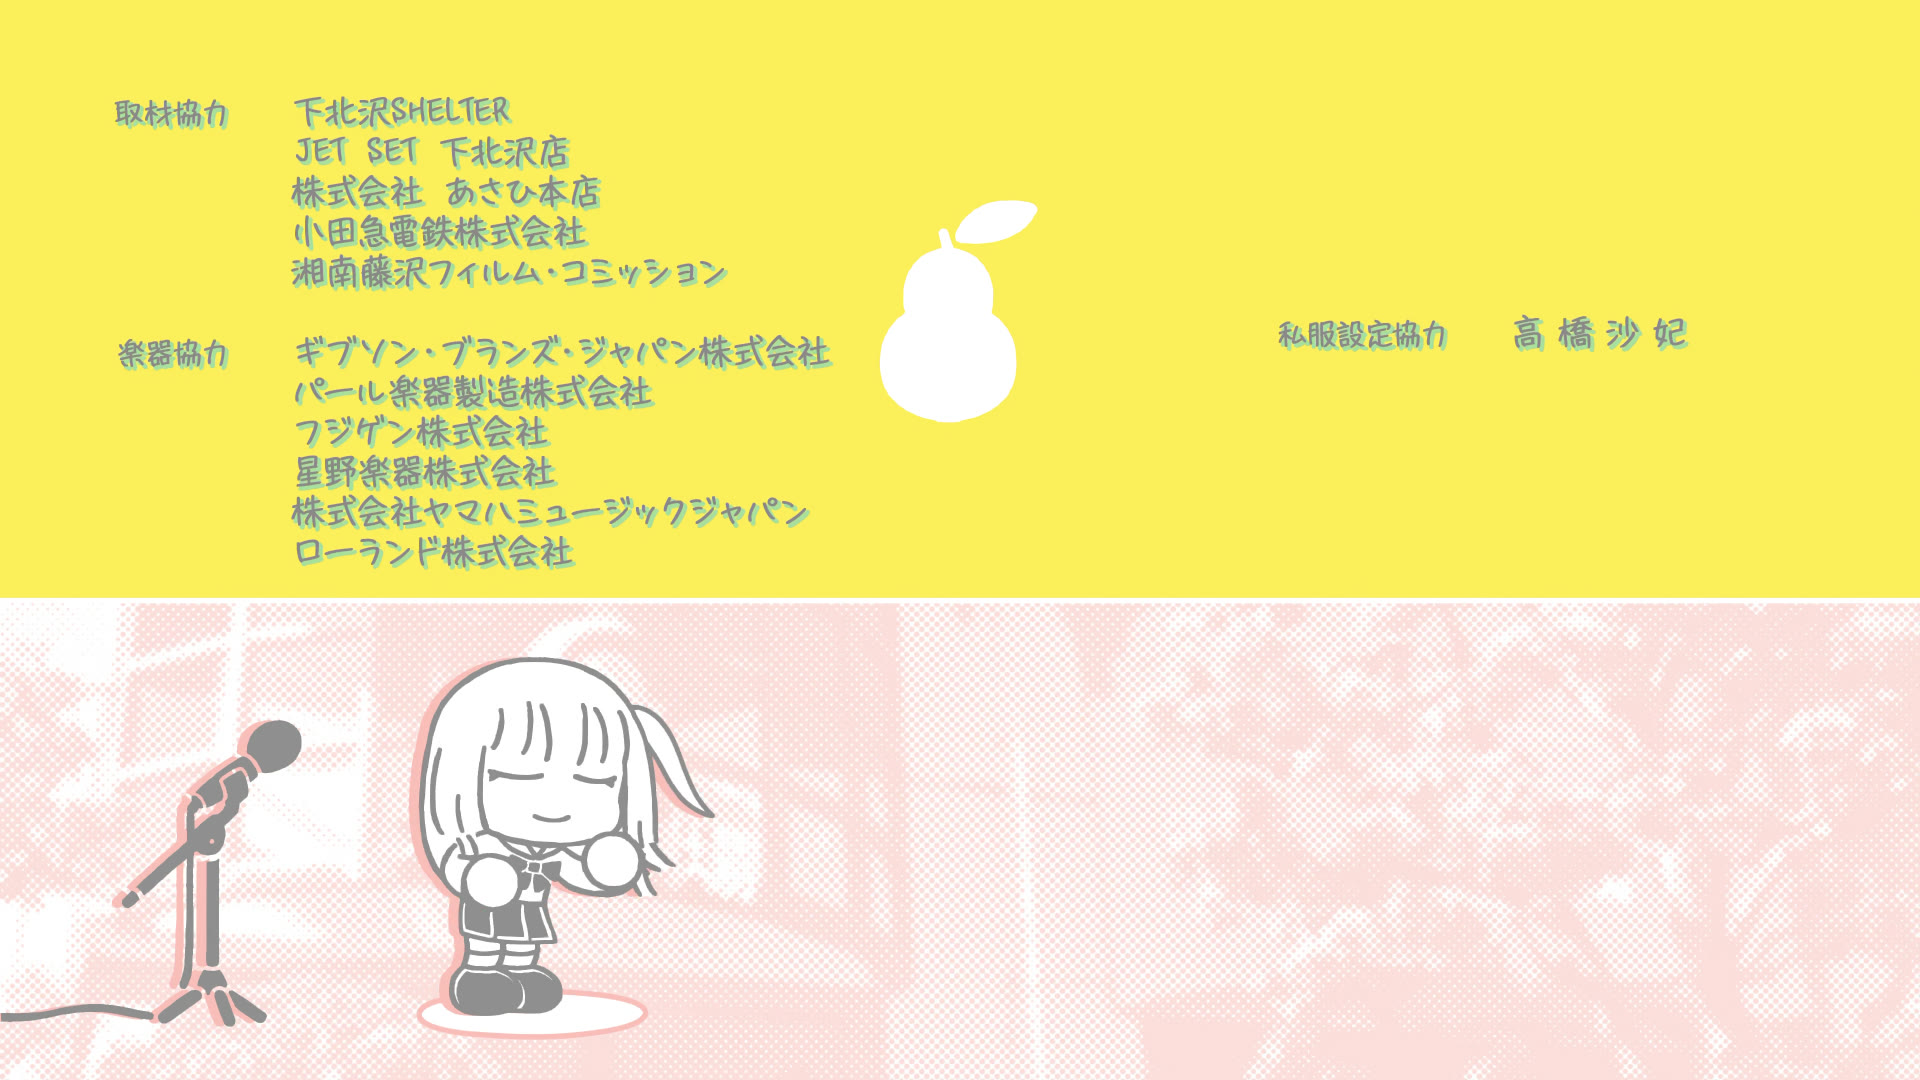 取材協力 下北沢SHELTER
JET SET 下北沢店
株式会社 あさひ本店
小田急電鉄株式会社
湘南藤沢フィルム・コミッション
楽器協力 ギブソン・ブランズ・ジャパン株式会社
パール楽器製造株式会社
フジゲン株式会社
星野楽器株式会社
株式会社ヤマハミュージックジャパン
ローランド株式会社
私服設定協力 高橋沙妃